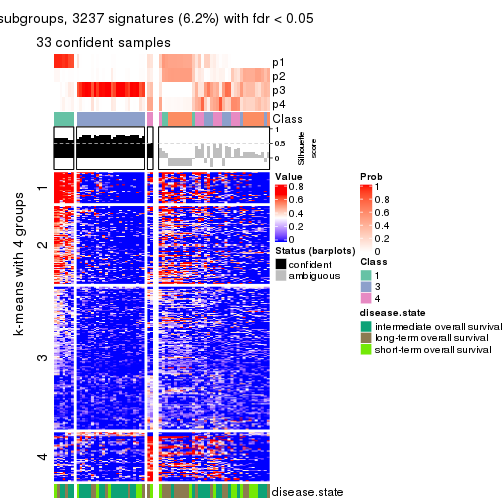 subgroups, 3237 signatures (6.2%) with fdr < 0.05
33 confident samples
p1
p2
p3
p4
Class
1
0.5
0
Silhouette
score
k-means with 4 groups
1
2
3
4
disease.state
Value
0.8
0.6
0.4
0.2
0
Status (barplots)
confident
ambiguous
Prob
1
0.8
0.6
0.4
0.2
0
Class
1
3
4
disease.state
intermediate overall survival
long-term overall survival
short-term overall survival